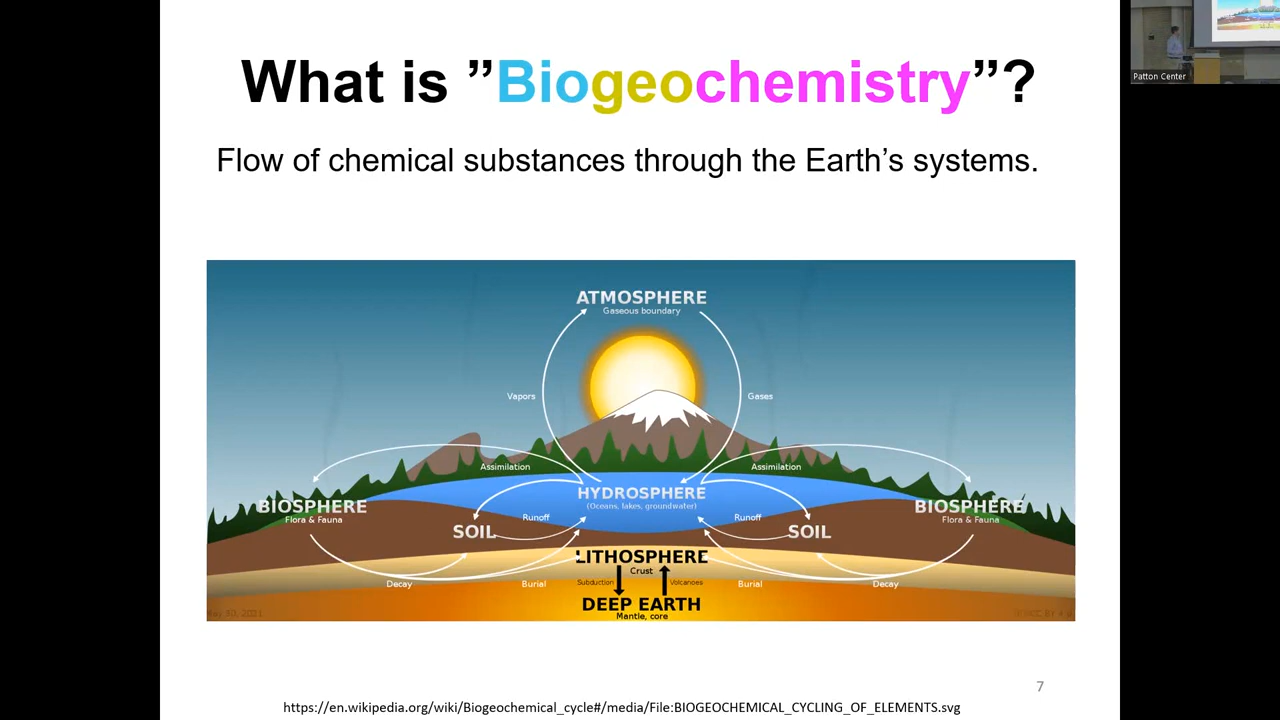 What is ”Biogeochemistry”?
Patton Center
Flow of chemical substances through the Earth’s systems.
ATMOSPHERE
Gaseous boundary
Vapors
Gases
Assimilation
Assimilation
HYDROSPHERE
(Oceans, lakes, groundwater)
BIOSPHERE
Flora & Fauna
BIOSPHERE
Flora & Fauna
Runoff
Runoff
SOIL
SOIL
LITHOSPHERE
Crust
Subduction
Volcanoes
Decay
Burial
Burial
Decay
DEEP EARTH
Mantle, core
7
https://en.wikipedia.org/wiki/Biogeochemical_cycle#/media/File:BIOGEOCHEMICAL_CYCLING_OF_ELEMENTS.svg